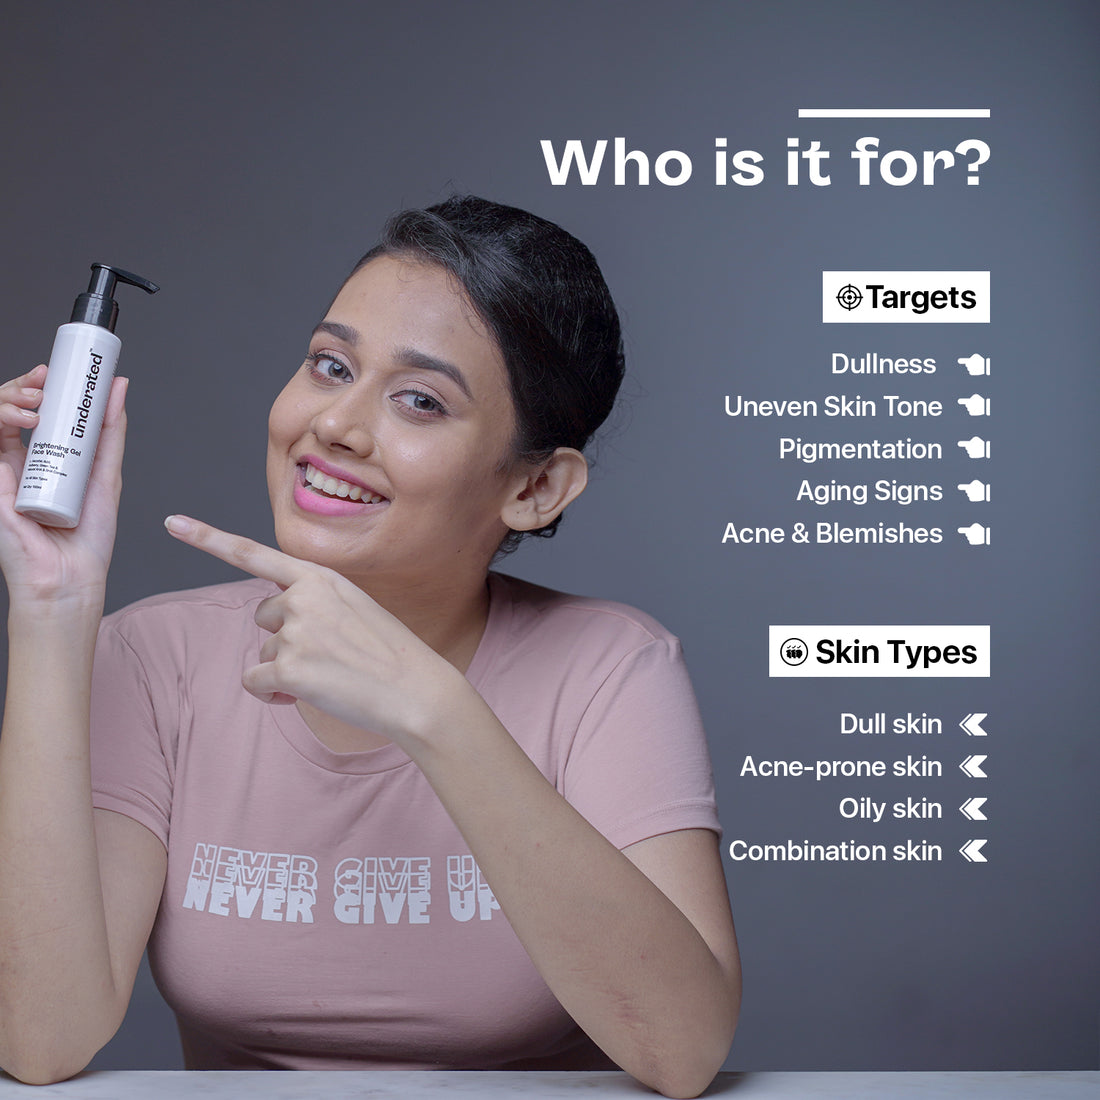 Who is it for?
Targets
Dullness
Uneven Skin Tone
Pigmentation
Aging Signs
Acne & Blemishes
Skin Types
Dull skin
Acne-prone skin
Oily skin
Combination skin
underated
Brightening Gel
Face Wash
NEVER GIVE UP
NEVER GIVE UP